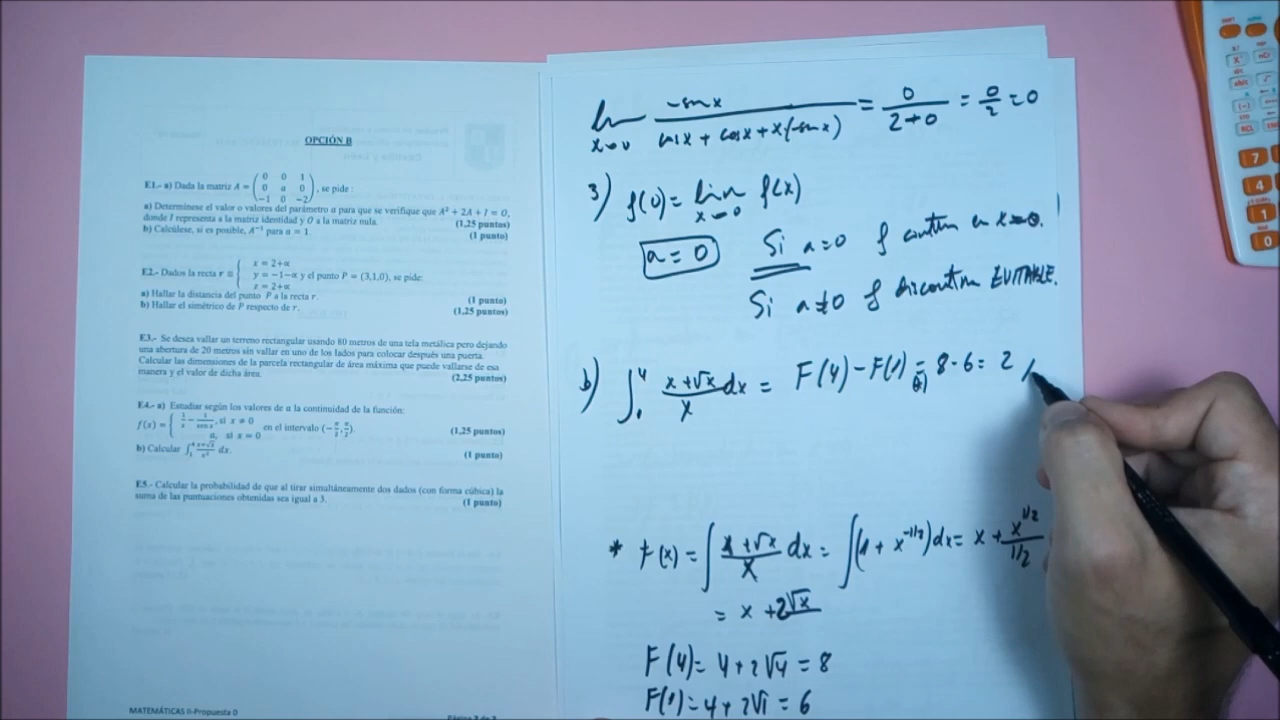 OPCIÓN B
E1.- a) Dada la matriz A = ( 0 0 1 / 0 a 0 / -1 0 -2 ), se pide :
a) Determínese el valor o valores del parámetro a para que se verifique que A² + 2A + I = O,
donde I representa a la matriz identidad y O a la matriz nula. (1,25 puntos)
b) Calcúlese, si es posible, A⁻¹ para a = 1. (1 punto)
E2.- Dados la recta r ≡ { x = 2+α / y = −1−α / z = 2+α y el punto P = (3,1,0), se pide:
a) Hallar la distancia del punto P a la recta r. (1 punto)
b) Hallar el simétrico de P respecto de r. (1,25 puntos)
E3.- Se desea vallar un terreno rectangular usando 80 metros de una tela metálica pero dejando
una abertura de 20 metros sin vallar en uno de los lados para colocar después una puerta.
Calcular las dimensiones de la parcela rectangular de área máxima que puede vallarse de esa
manera y el valor de dicha área. (2,25 puntos)
E4.- a) Estudiar según los valores de a la continuidad de la función:
f(x) = { 1/x − 1/sen x, si x ≠ 0 / a, si x = 0 en el intervalo (−π/2, π/2). (1,25 puntos)
b) Calcular ∫ dx. (1 punto)
E5.- Calcular la probabilidad de que al tirar simultáneamente dos dados (con forma cúbica) la
suma de las puntuaciones obtenidas sea igual a 3. (1 punto)
MATEMÁTICAS II-Propuesta D
lim x→0 -sen x / (cos x + cos x + x(-sen x)) = 0/(2+0) = 0/2 = 0
3) f(0) = lim x→0 f(x)
a = 0 Si a=0 f continua en x=0.
Si a≠0 f discontinua EVITABLE.
b) ∫₁⁴ (x+√x)/x dx = F(4) − F(1) = (*) 8 - 6 = 2
* F(x) = ∫ (x+√x)/x dx = ∫(1 + x^(-1/2))dx = x + x^(1/2)/(1/2)
= x + 2√x
F(4) = 4 + 2√4 = 8
F(1) = 4 + 2√1 = 6